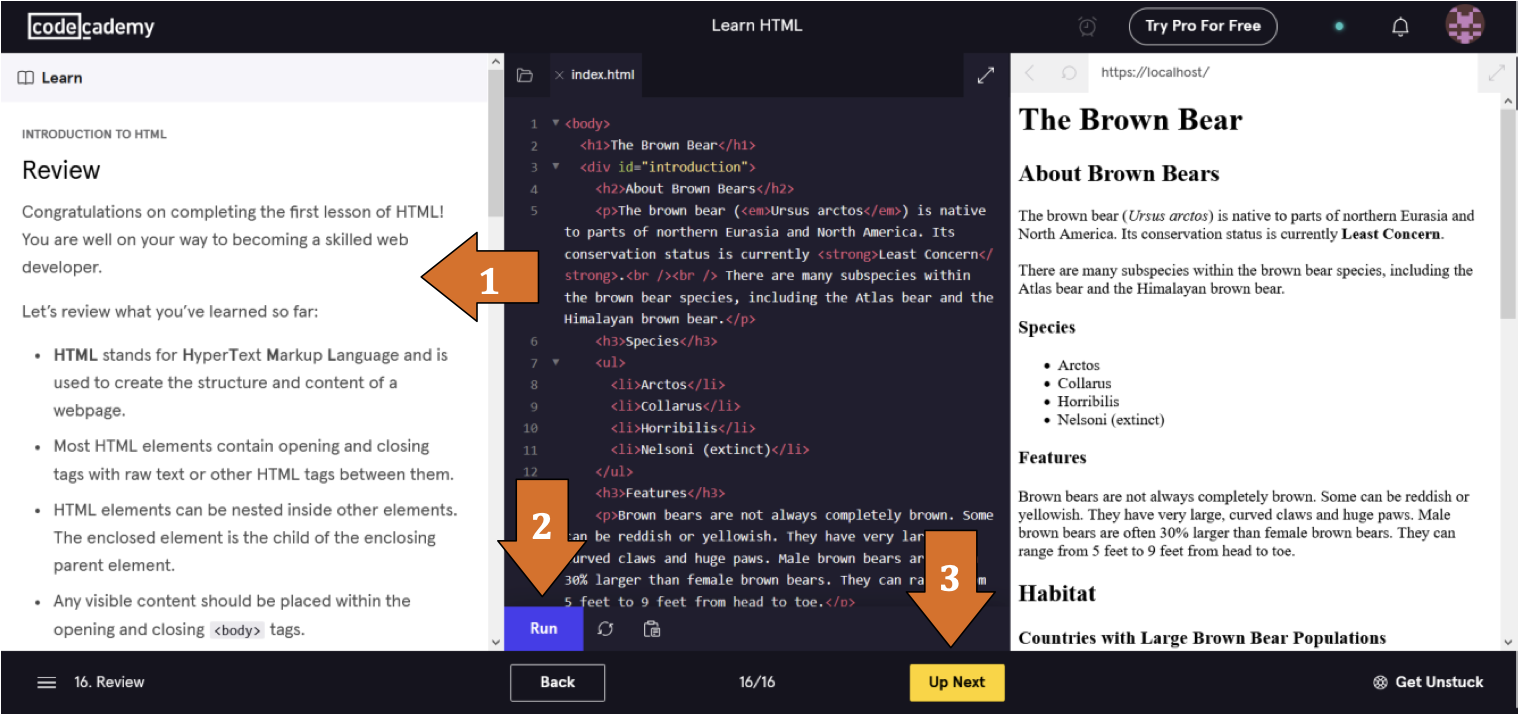 codecademy
Learn HTML
Try Pro For Free
Learn
INTRODUCTION TO HTML
Review
Congratulations on completing the first lesson of HTML!
You are well on your way to becoming a skilled web
developer.
Let's review what you've learned so far:
• HTML stands for HyperText Markup Language and is
used to create the structure and content of a
webpage.
• Most HTML elements contain opening and closing
tags with raw text or other HTML tags between them.
• HTML elements can be nested inside other elements.
The enclosed element is the child of the enclosing
parent element.
• Any visible content should be placed within the
opening and closing <body> tags.
1
index.html
1 <body>
2 <h1>The Brown Bear</h1>
3 <div id="introduction">
4 <h2>About Brown Bears</h2>
5 <p>The brown bear (<em>Ursus arctos</em>) is native
to parts of northern Eurasia and North America. Its
conservation status is currently <strong>Least Concern</
strong>.<br /><br /> There are many subspecies within
the brown bear species, including the Atlas bear and the
Himalayan brown bear.</p>
6 <h3>Species</h3>
7 <ul>
8 <li>Arctos</li>
9 <li>Collarus</li>
10 <li>Horribilis</li>
11 <li>Nelsoni (extinct)</li>
12 </ul>
<h3>Features</h3>
<p>Brown bears are not always completely brown. Some
can be reddish or yellowish. They have very
curved claws and huge paws. Male brown bears
30% larger than female brown bears. They can
5 feet to 9 feet from head to toe.</p>
2
3
Run
https://localhost/
The Brown Bear
About Brown Bears
The brown bear (Ursus arctos) is native to parts of northern Eurasia and
North America. Its conservation status is currently Least Concern.
There are many subspecies within the brown bear species, including the
Atlas bear and the Himalayan brown bear.
Species
• Arctos
• Collarus
• Horribilis
• Nelsoni (extinct)
Features
Brown bears are not always completely brown. Some can be reddish or
yellowish. They have very large, curved claws and huge paws. Male
brown bears are often 30% larger than female brown bears. They can
range from 5 feet to 9 feet from head to toe.
Habitat
Countries with Large Brown Bear Populations
16. Review
Back
16/16
Up Next
Get Unstuck